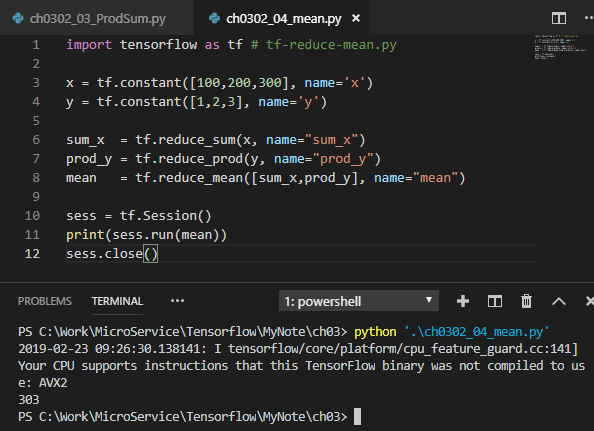 ch0302_03_ProdSum.py ch0302_04_mean.py ×
1 import tensorflow as tf # tf-reduce-mean.py
2
3 x = tf.constant([100,200,300], name='x')
4 y = tf.constant([1,2,3], name='y')
5
6 sum_x  = tf.reduce_sum(x, name="sum_x")
7 prod_y = tf.reduce_prod(y, name="prod_y")
8 mean   = tf.reduce_mean([sum_x,prod_y], name="mean")
9
10 sess = tf.Session()
11 print(sess.run(mean))
12 sess.close()
PROBLEMS TERMINAL ··· 1: powershell
PS C:\Work\MicroService\Tensorflow\MyNote\ch03> python '.\ch0302_04_mean.py'
2019-02-23 09:26:30.138141: I tensorflow/core/platform/cpu_feature_guard.cc:141]
Your CPU supports instructions that this TensorFlow binary was not compiled to us
e: AVX2
303
PS C:\Work\MicroService\Tensorflow\MyNote\ch03>